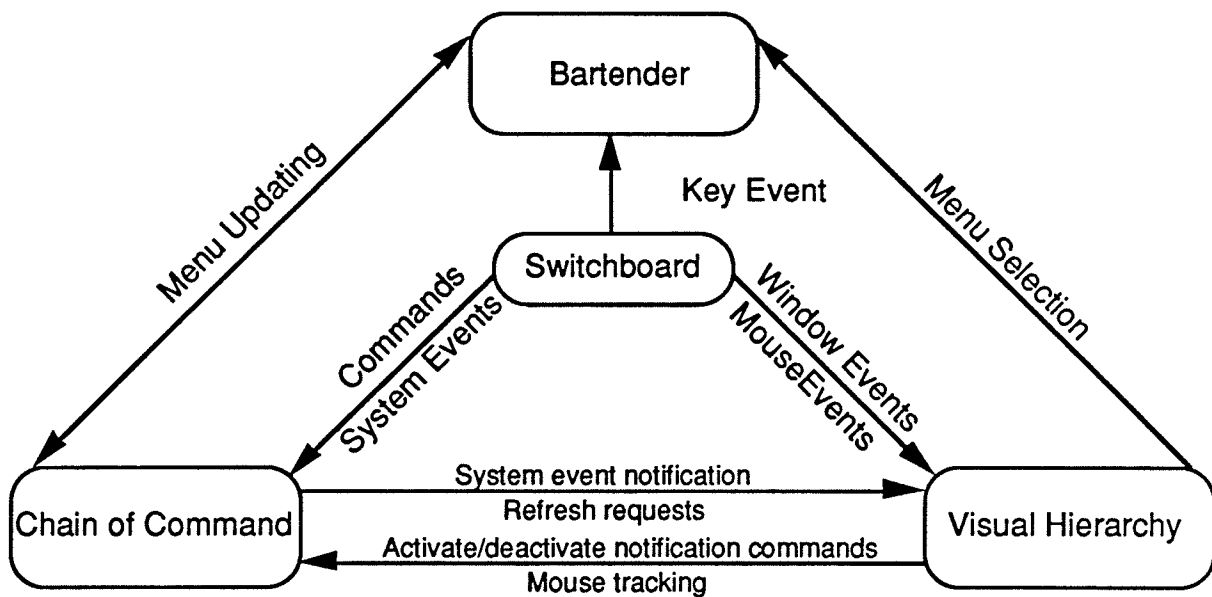 Bartender
Menu Updating
Key Event
Menu Selection
Switchboard
Commands
System Events
Window Events
MouseEvents
Chain of Command
System event notification
Refresh requests
Activate/deactivate notification commands
Mouse tracking
Visual Hierarchy